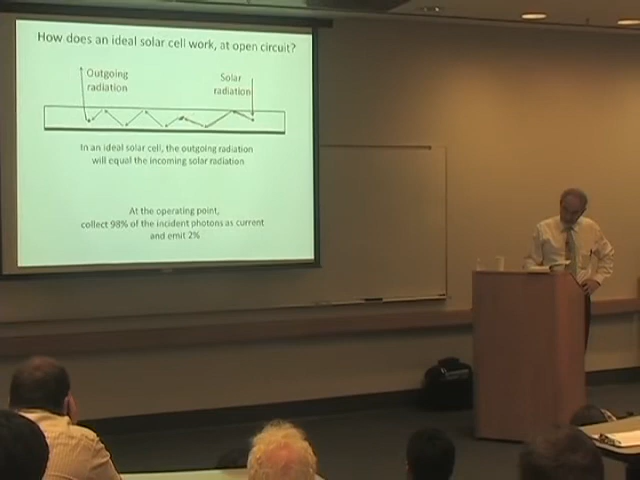 How does an ideal solar cell work, at open circuit?
Outgoing
radiation
Solar
radiation
In an ideal solar cell, the outgoing radiation
will equal the incoming solar radiation
At the operating point,
collect 98% of the incident photons as current
and emit 2%